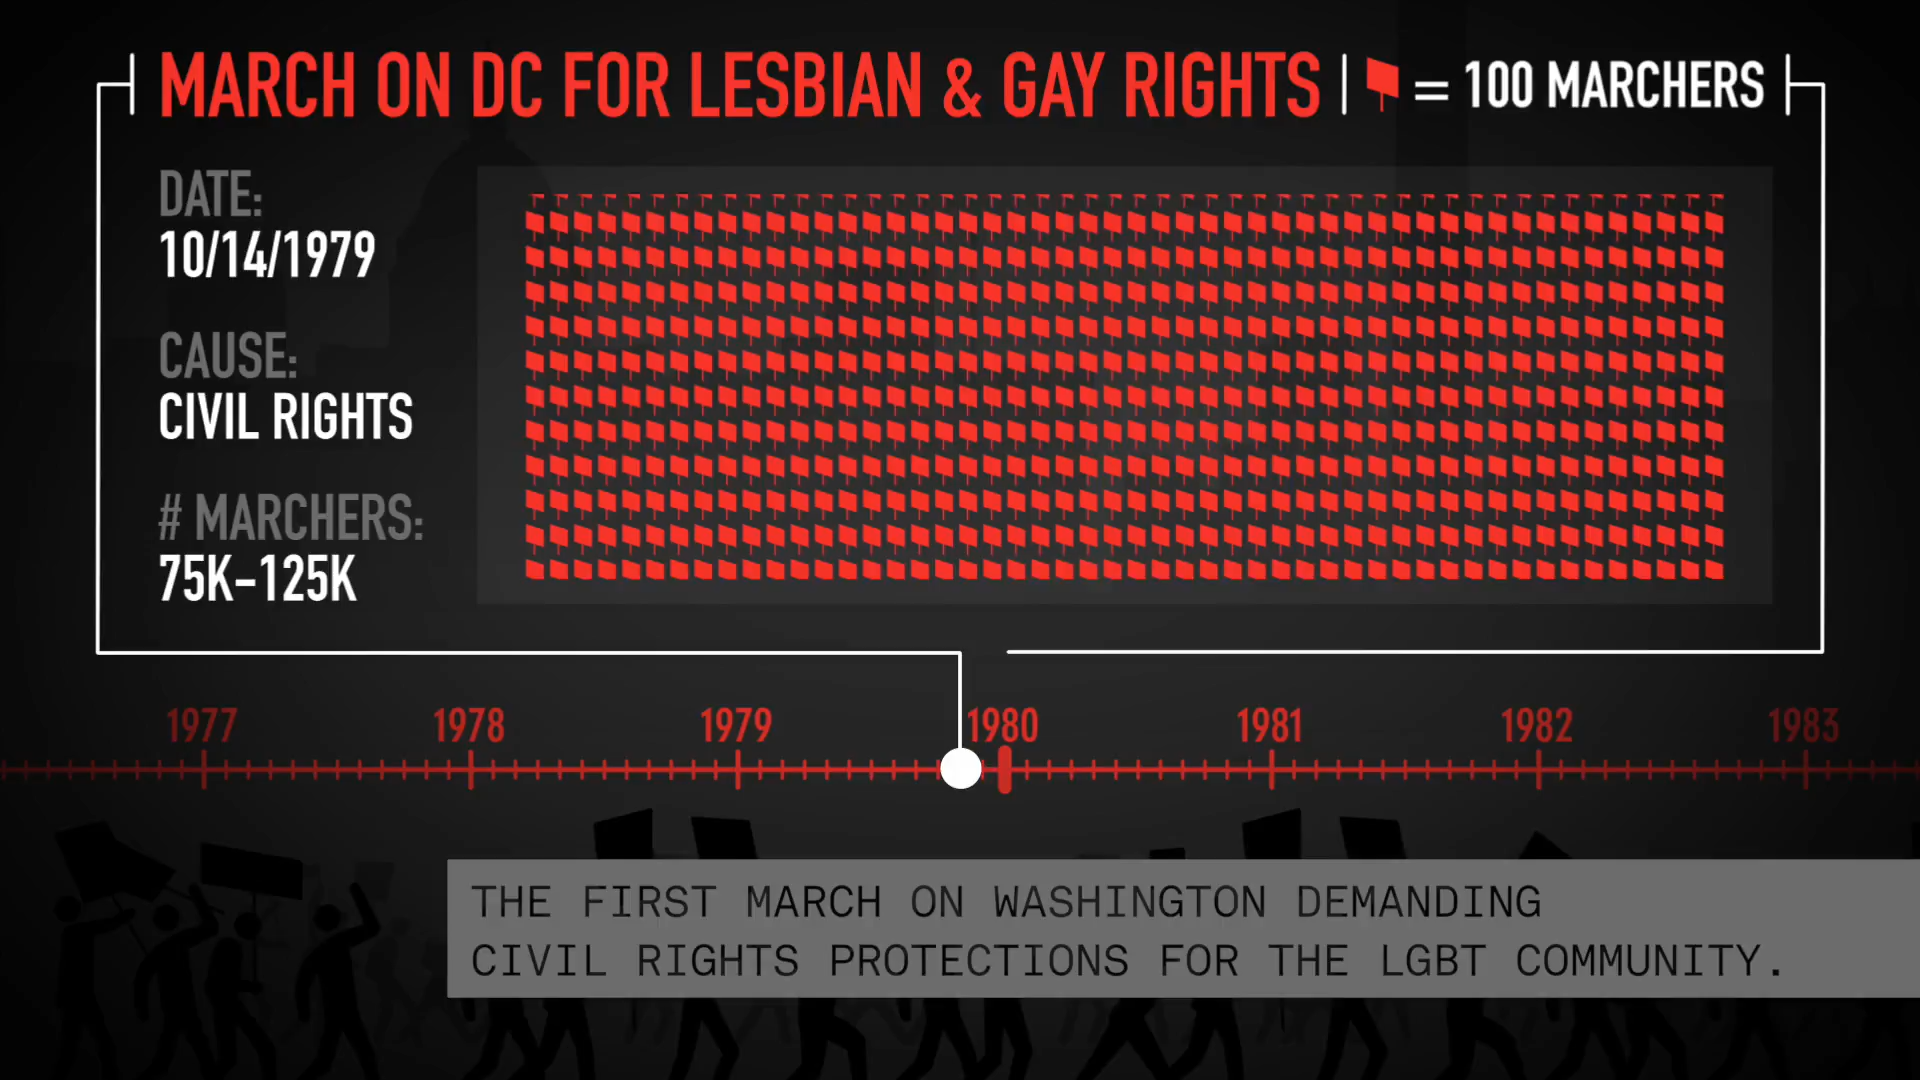 MARCH ON DC FOR LESBIAN & GAY RIGHTS = 100 MARCHERS
DATE:
10/14/1979
CAUSE:
CIVIL RIGHTS
# MARCHERS:
75K-125K
1977 1978 1979 1980 1981 1982 1983
THE FIRST MARCH ON WASHINGTON DEMANDING
CIVIL RIGHTS PROTECTIONS FOR THE LGBT COMMUNITY.